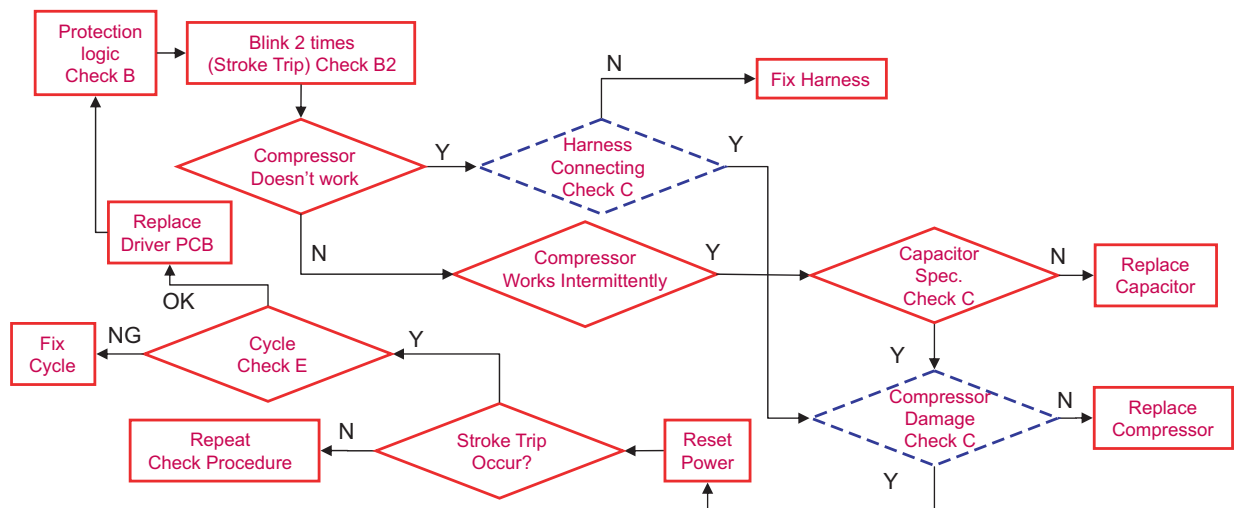 Protection
logic
Check B
Blink 2 times
(Stroke Trip) Check B2
N
Fix Harness
Compressor
Doesn't work
Y
Harness
Connecting
Check C
Y
Replace
Driver PCB
N
Compressor
Works Intermittently
Y
Capacitor
Spec.
Check C
N
Replace
Capacitor
OK
Fix
Cycle
NG
Cycle
Check E
Y
Y
Compressor
Damage
Check C
N
Replace
Compressor
Repeat
Check Procedure
N
Stroke Trip
Occur?
Reset
Power
Y